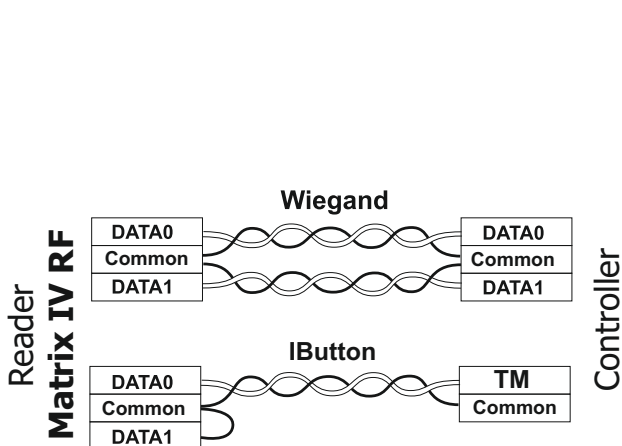 Wiegand
Reader
Matrix IV RF
DATA0
Common
DATA1
DATA0
Common
DATA1
Controller
IButton
DATA0
Common
DATA1
TM
Common